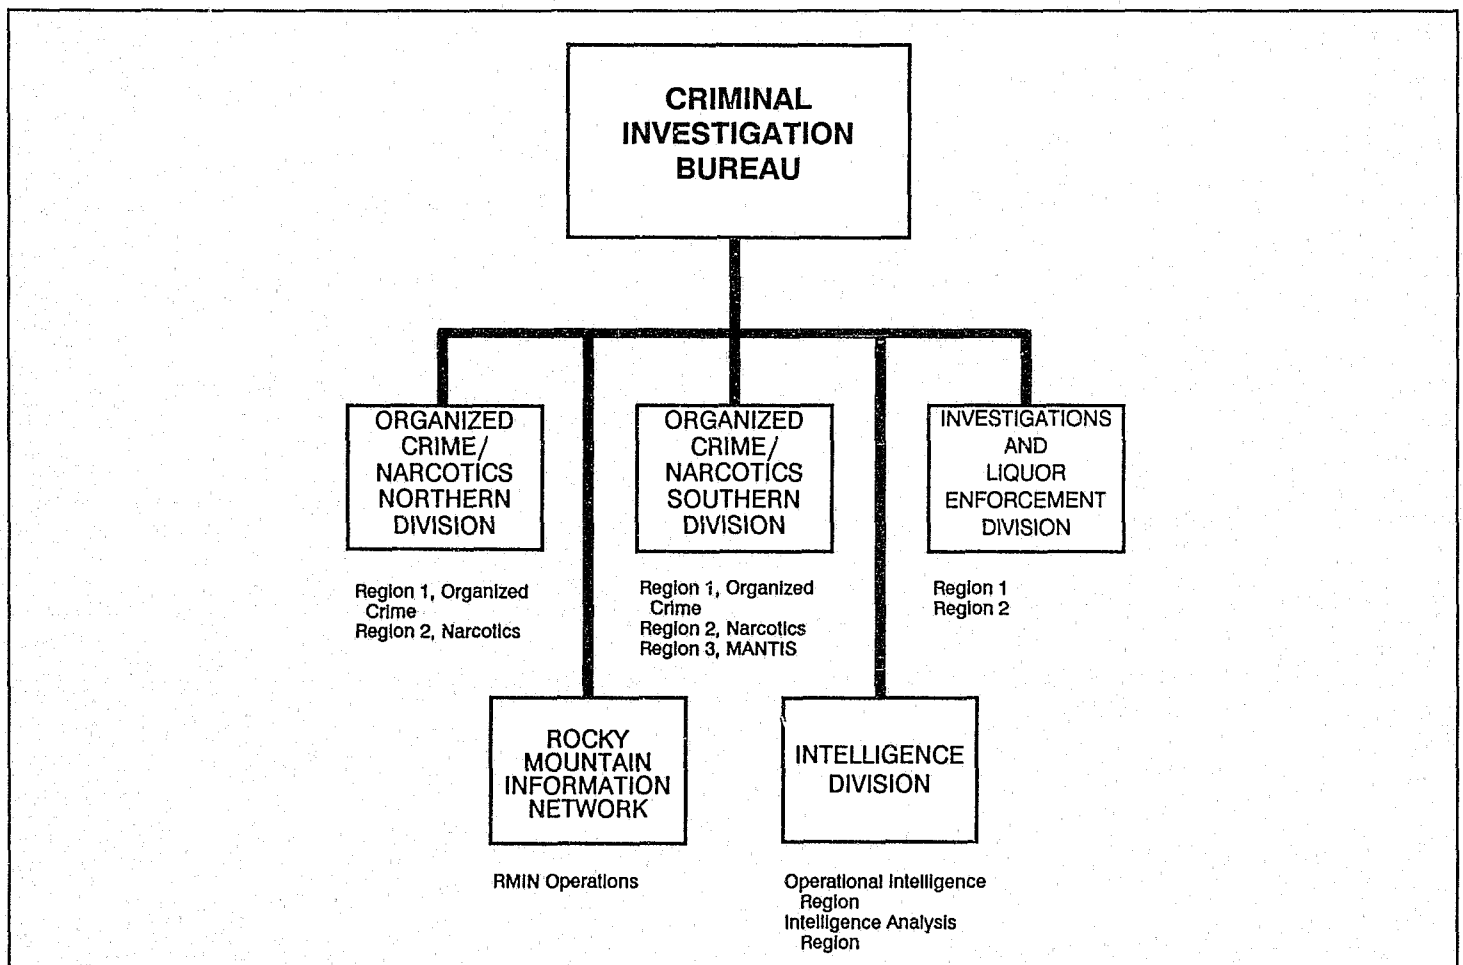 CRIMINAL
INVESTIGATION
BUREAU
ORGANIZED
CRIME/
NARCOTICS
NORTHERN
DIVISION
Region 1, Organized
Crime
Region 2, Narcotics
ORGANIZED
CRIME/
NARCOTICS
SOUTHERN
DIVISION
Region 1, Organized
Crime
Region 2, Narcotics
Region 3, MANTIS
INVESTIGATIONS
AND
LIQUOR
ENFORCEMENT
DIVISION
Region 1
Region 2
ROCKY
MOUNTAIN
INFORMATION
NETWORK
RMIN Operations
INTELLIGENCE
DIVISION
Operational Intelligence
Region
Intelligence Analysis
Region